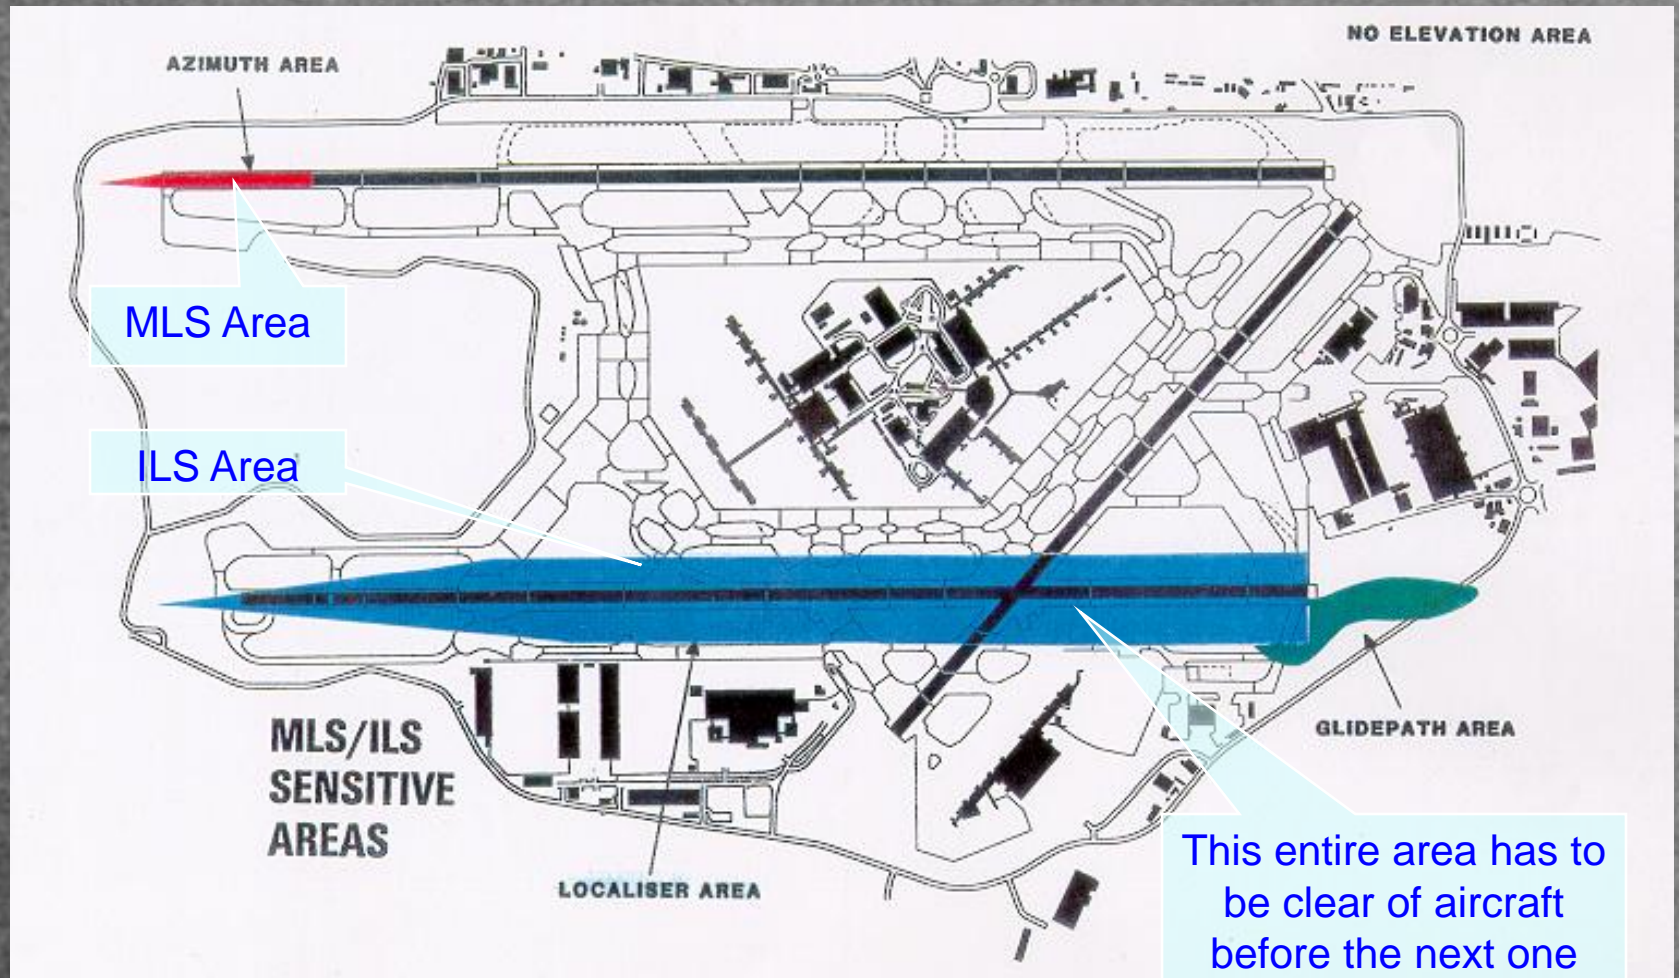 NO ELEVATION AREA
AZIMUTH AREA
MLS Area
ILS Area
MLS/ILS
SENSITIVE
AREAS
GLIDEPATH AREA
LOCALISER AREA
This entire area has to
be clear of aircraft
before the next one